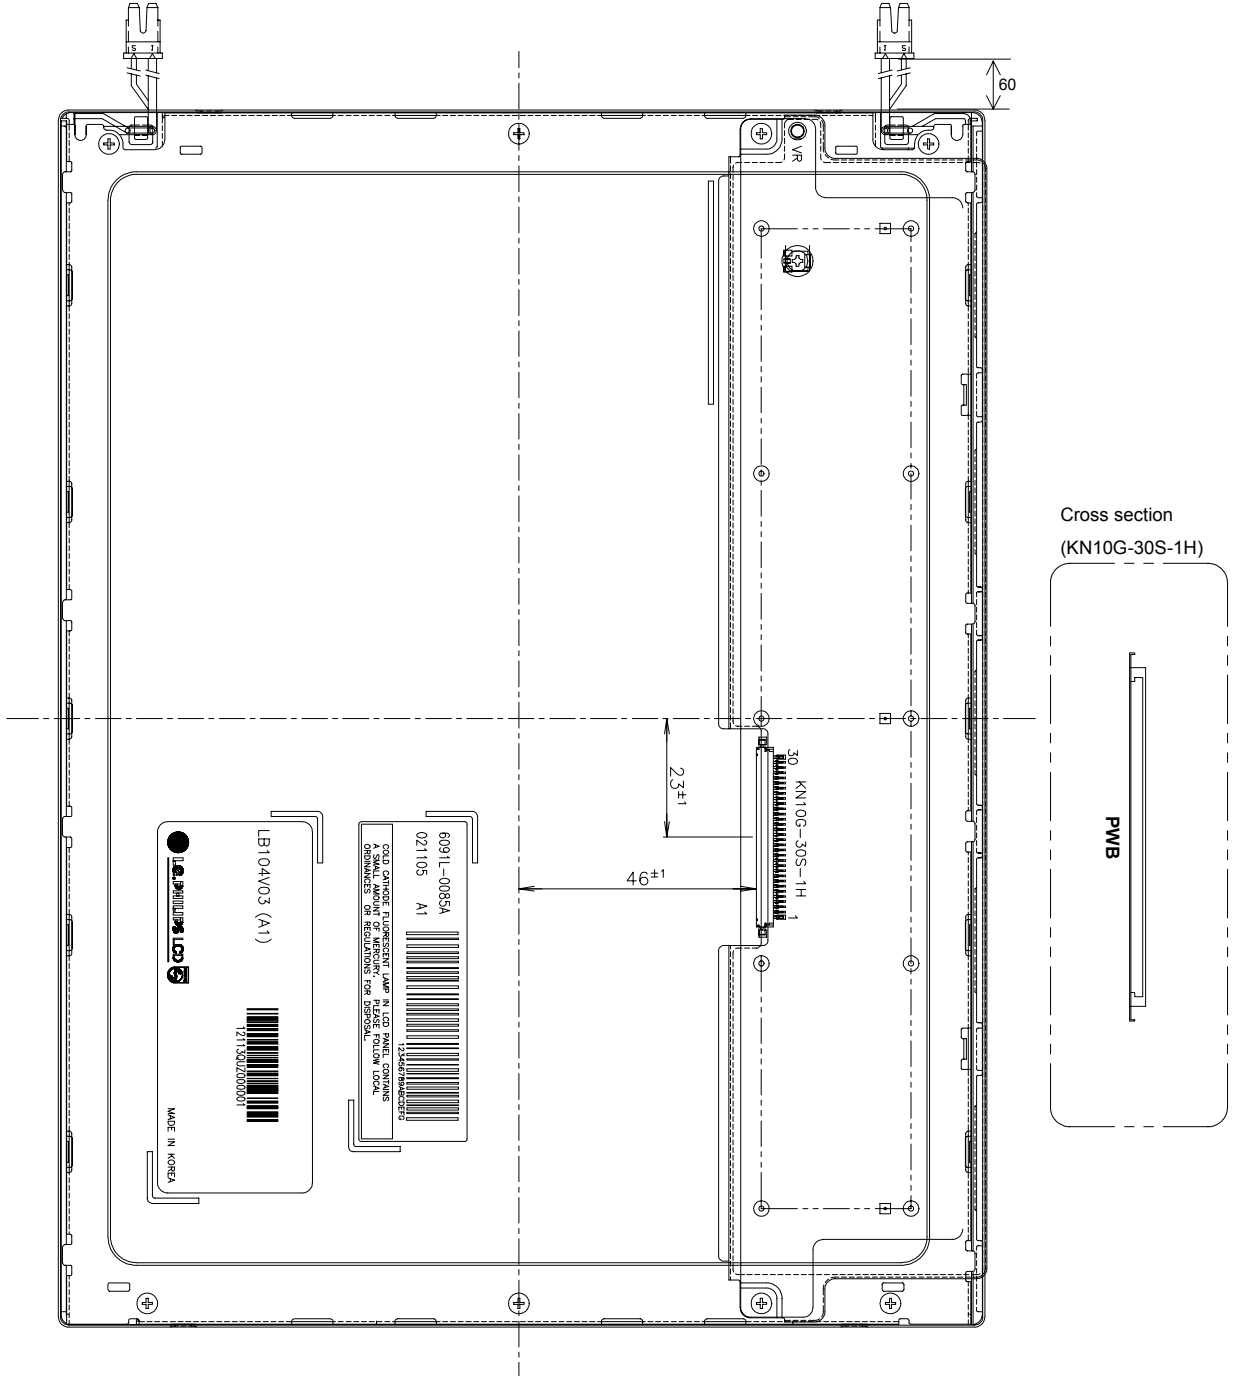 S I
I S
60
VR
Cross section
(KN10G-30S-1H)
30 KN10G-30S-1H 1
23±1
46±1
PWB
6091L-0085A
021105 A1
123456789ABCDEFG
COLD CATHODE FLUORESCENT LAMP IN LCD PANEL CONTAINS
A SMALL AMOUNT OF MERCURY. PLEASE FOLLOW LOCAL
ORDINANCES OR REGULATIONS FOR DISPOSAL.
LB104V03 (A1)
12113QUZ000001
LG.PHILIPS LCD
MADE IN KOREA